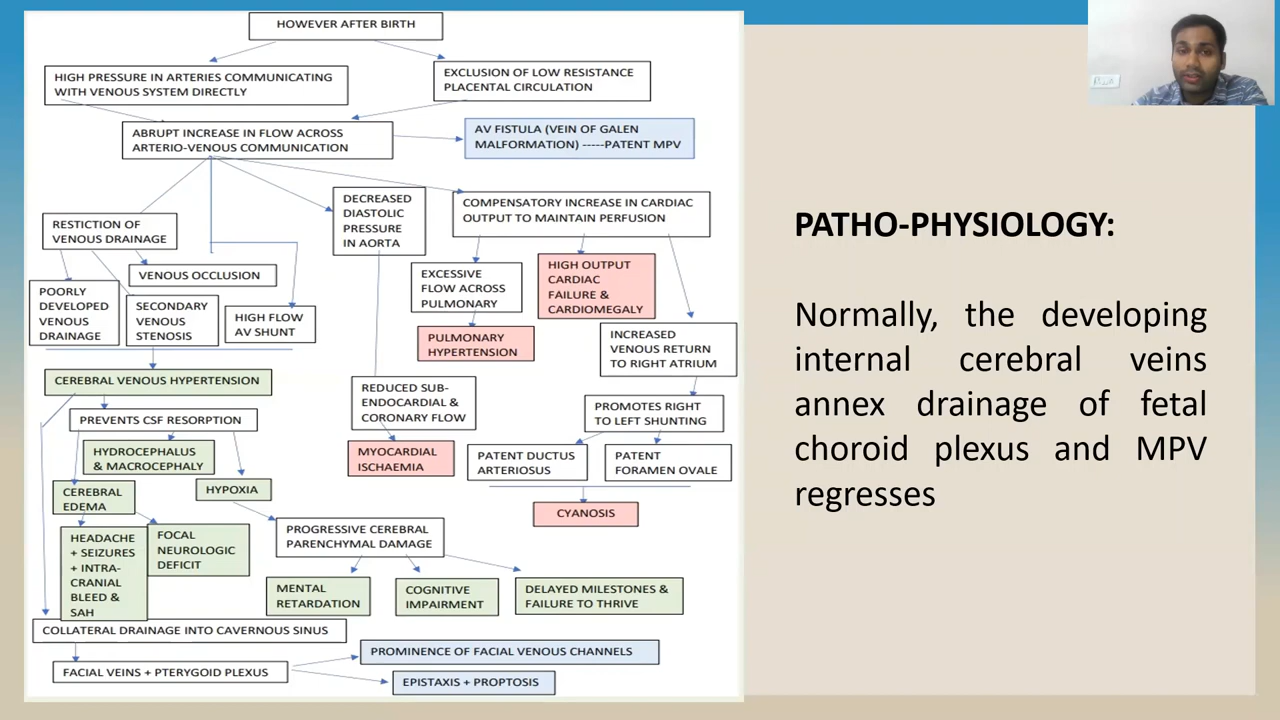 HOWEVER AFTER BIRTH
HIGH PRESSURE IN ARTERIES COMMUNICATING
WITH VENOUS SYSTEM DIRECTLY
EXCLUSION OF LOW RESISTANCE
PLACENTAL CIRCULATION
ABRUPT INCREASE IN FLOW ACROSS
ARTERIO-VENOUS COMMUNICATION
AV FISTULA (VEIN OF GALEN
MALFORMATION) -----PATENT MPV
RESTICTION OF
VENOUS DRAINAGE
DECREASED
DIASTOLIC
PRESSURE
IN AORTA
COMPENSATORY INCREASE IN CARDIAC
OUTPUT TO MAINTAIN PERFUSION
VENOUS OCCLUSION
POORLY
DEVELOPED
VENOUS
DRAINAGE
SECONDARY
VENOUS
STENOSIS
HIGH FLOW
AV SHUNT
EXCESSIVE
FLOW ACROSS
PULMONARY
HIGH OUTPUT
CARDIAC
FAILURE &
CARDIOMEGALY
PULMONARY
HYPERTENSION
INCREASED
VENOUS RETURN
TO RIGHT ATRIUM
CEREBRAL VENOUS HYPERTENSION
REDUCED SUB-
ENDOCARDIAL &
CORONARY FLOW
PROMOTES RIGHT
TO LEFT SHUNTING
PREVENTS CSF RESORPTION
HYDROCEPHALUS
& MACROCEPHALY
MYOCARDIAL
ISCHAEMIA
PATENT DUCTUS
ARTERIOSUS
PATENT
FORAMEN OVALE
CEREBRAL
EDEMA
HYPOXIA
CYANOSIS
HEADACHE
+ SEIZURES
+ INTRA-
CRANIAL
BLEED &
SAH
FOCAL
NEUROLOGIC
DEFICIT
PROGRESSIVE CEREBRAL
PARENCHYMAL DAMAGE
MENTAL
RETARDATION
COGNITIVE
IMPAIRMENT
DELAYED MILESTONES &
FAILURE TO THRIVE
COLLATERAL DRAINAGE INTO CAVERNOUS SINUS
FACIAL VEINS + PTERYGOID PLEXUS
PROMINENCE OF FACIAL VENOUS CHANNELS
EPISTAXIS + PROPTOSIS
PATHO-PHYSIOLOGY:
Normally, the developing
internal cerebral veins
annex drainage of fetal
choroid plexus and MPV
regresses